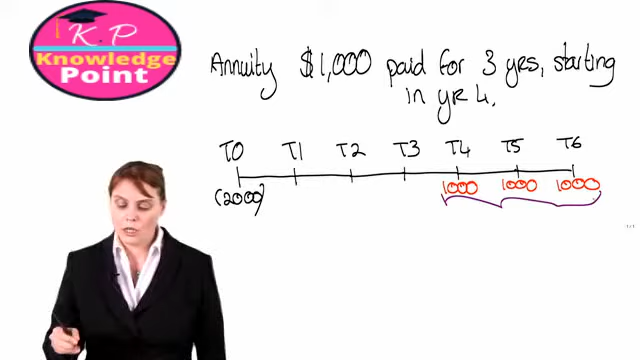 K.P
Knowledge
Point
Annuity $1,000 paid for 3 yrs, starting
in yr 4.
T0 T1 T2 T3 T4 T5 T6
(2000) 1000 1000 1000